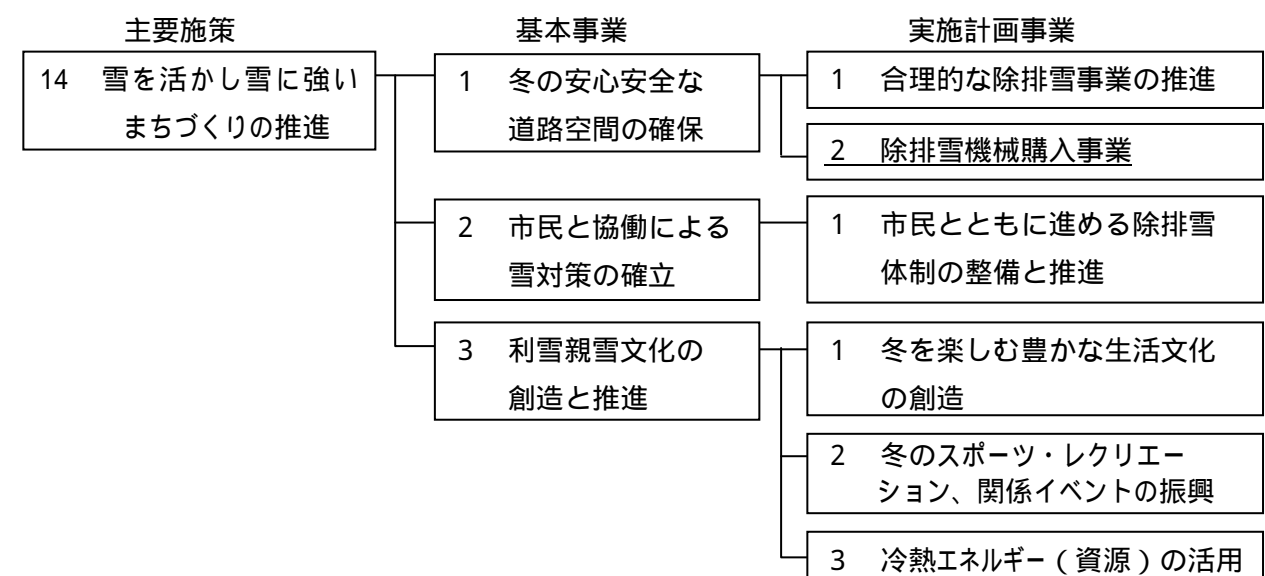 主要施策 基本事業 実施計画事業
14 雪を活かし雪に強い
まちづくりの推進
1 冬の安心安全な
道路空間の確保
1 合理的な除排雪事業の推進
2 除排雪機械購入事業
2 市民と協働による
雪対策の確立
1 市民とともに進める除排雪
体制の整備と推進
3 利雪親雪文化の
創造と推進
1 冬を楽しむ豊かな生活文化
の創造
2 冬のスポーツ・レクリエー
ション、関係イベントの振興
3 冷熱エネルギー（資源）の活用